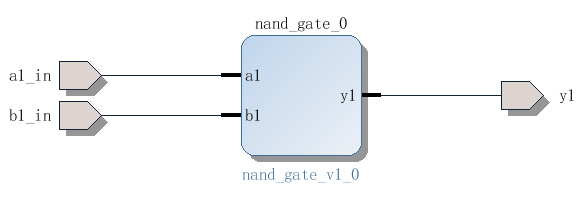 nand_gate_0
a1_in
a1
b1_in
b1
y1
y1
nand_gate_v1_0